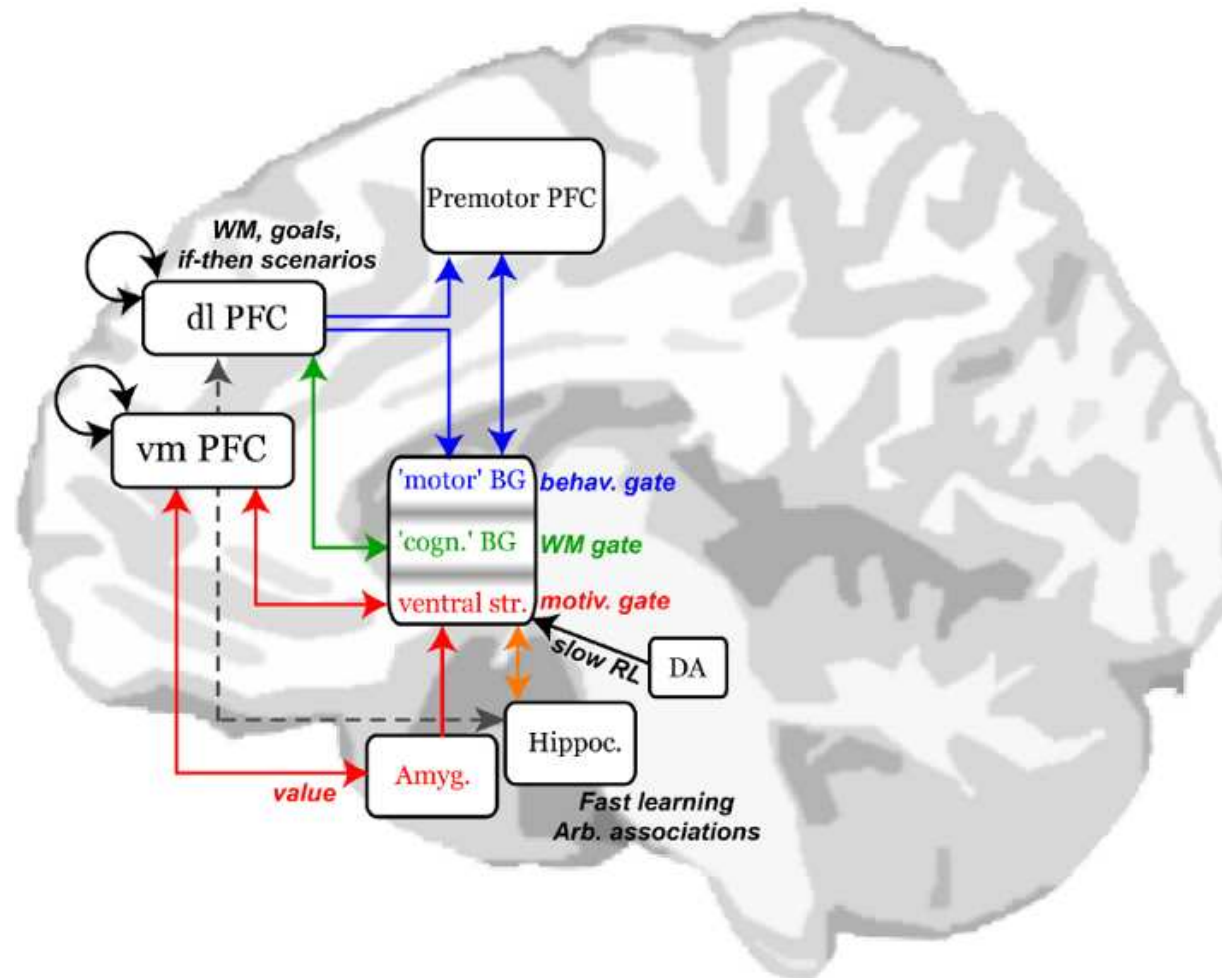 Premotor PFC
WM, goals,
if-then scenarios
dl PFC
vm PFC
'motor' BG
behav. gate
'cogn.' BG
WM gate
ventral str.
motiv. gate
slow RL
DA
Hippoc.
Amyg.
value
Fast learning
Arb. associations